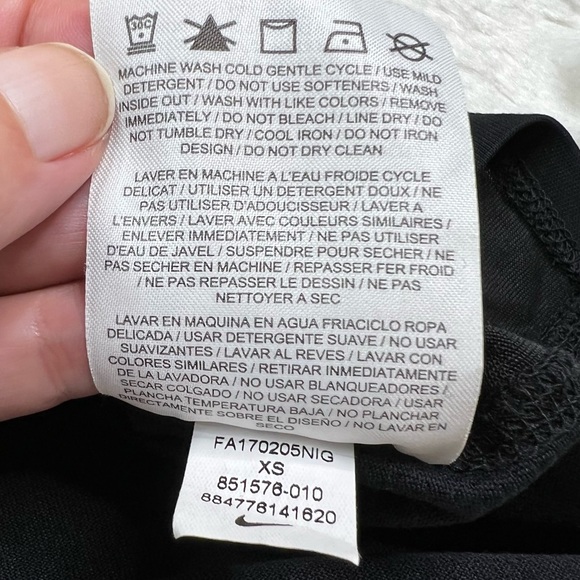 30C
MACHINE WASH COLD GENTLE CYCLE / USE MILD
DETERGENT / DO NOT USE SOFTENERS / WASH
INSIDE OUT / WASH WITH LIKE COLORS / REMOVE
IMMEDIATELY / DO NOT BLEACH / LINE DRY / DO
NOT TUMBLE DRY / COOL IRON / DO NOT IRON
DESIGN / DO NOT DRY CLEAN
LAVER EN MACHINE A L'EAU FROIDE CYCLE
DELICAT / UTILISER UN DETERGENT DOUX / NE
PAS UTILISER D'ADOUCISSEUR / LAVER A
L'ENVERS / LAVER AVEC COULEURS SIMILAIRES /
ENLEVER IMMEDIATEMENT / NE PAS UTILISER
D'EAU DE JAVEL / SUSPENDRE POUR SECHER / NE
PAS SECHER EN MACHINE / REPASSER FER FROID
/ NE PAS REPASSER LE DESSIN / NE PAS
NETTOYER A SEC
LAVAR EN MAQUINA EN AGUA FRIACICLO ROPA
DELICADA / USAR DETERGENTE SUAVE / NO USAR
SUAVIZANTES / LAVAR AL REVES / LAVAR CON
COLORES SIMILARES / RETIRAR INMEDIATAMENTE
DE LA LAVADORA / NO USAR BLANQUEADORES /
SECAR COLGADO / NO USAR SECADORA / USAR
PLANCHA TEMPERATURA BAJA / NO PLANCHAR
DIRECTAMENTE SOBRE EL DISEÑO / NO LAVAR EN
SECO
FA170205NIG
XS
851576-010
884776141620